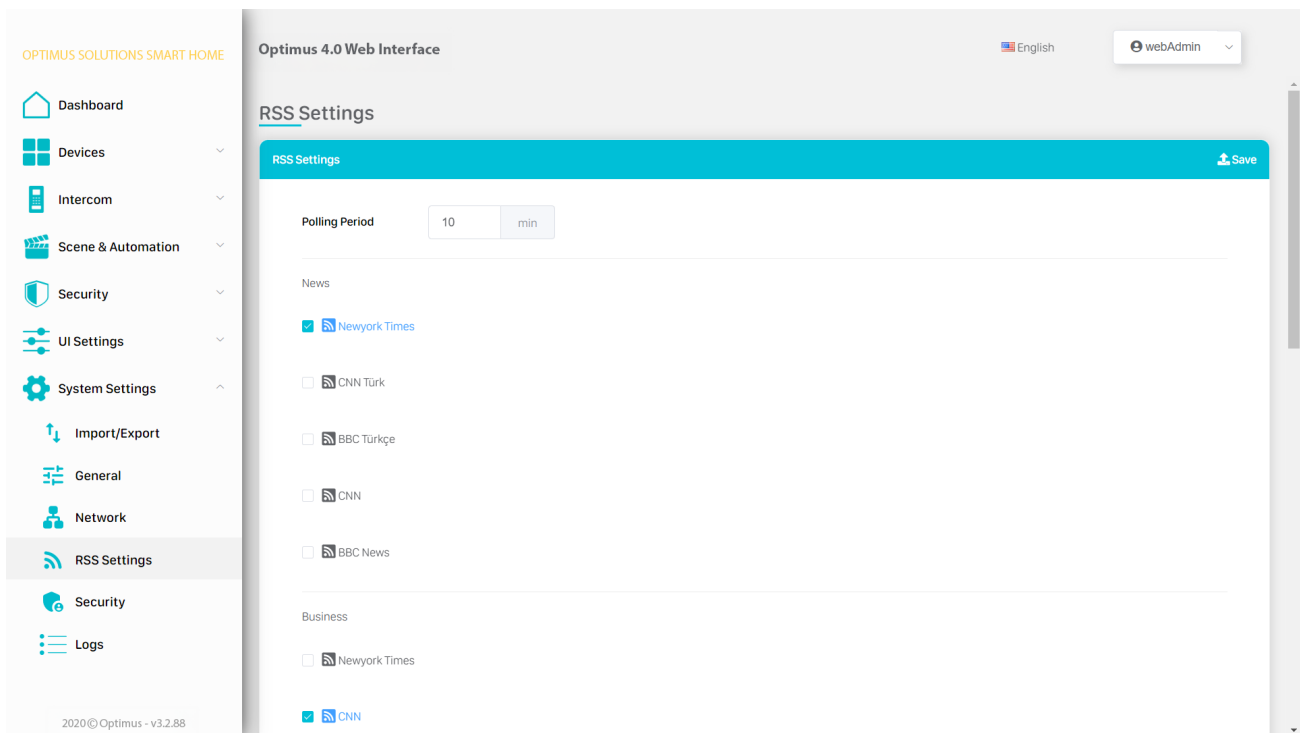 OPTIMUS SOLUTIONS SMART HOME
Optimus 4.0 Web Interface
English
webAdmin
Dashboard
Devices
Intercom
Scene & Automation
Security
UI Settings
System Settings
Import/Export
General
Network
RSS Settings
Security
Logs
2020 © Optimus - v3.2.88
RSS Settings
RSS Settings
Save
Polling Period 10 min
News
Newyork Times
CNN Türk
BBC Türkçe
CNN
BBC News
Business
Newyork Times
CNN